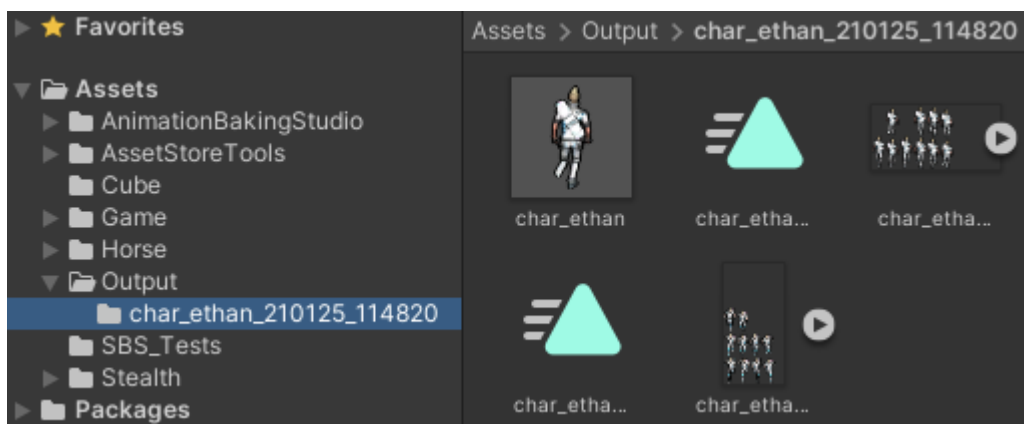 Favorites
Assets
AnimationBakingStudio
AssetStoreTools
Cube
Game
Horse
Output
char_ethan_210125_114820
SBS_Tests
Stealth
Packages
Assets > Output > char_ethan_210125_114820
char_ethan
char_etha...
char_etha...
char_etha...
char_etha...